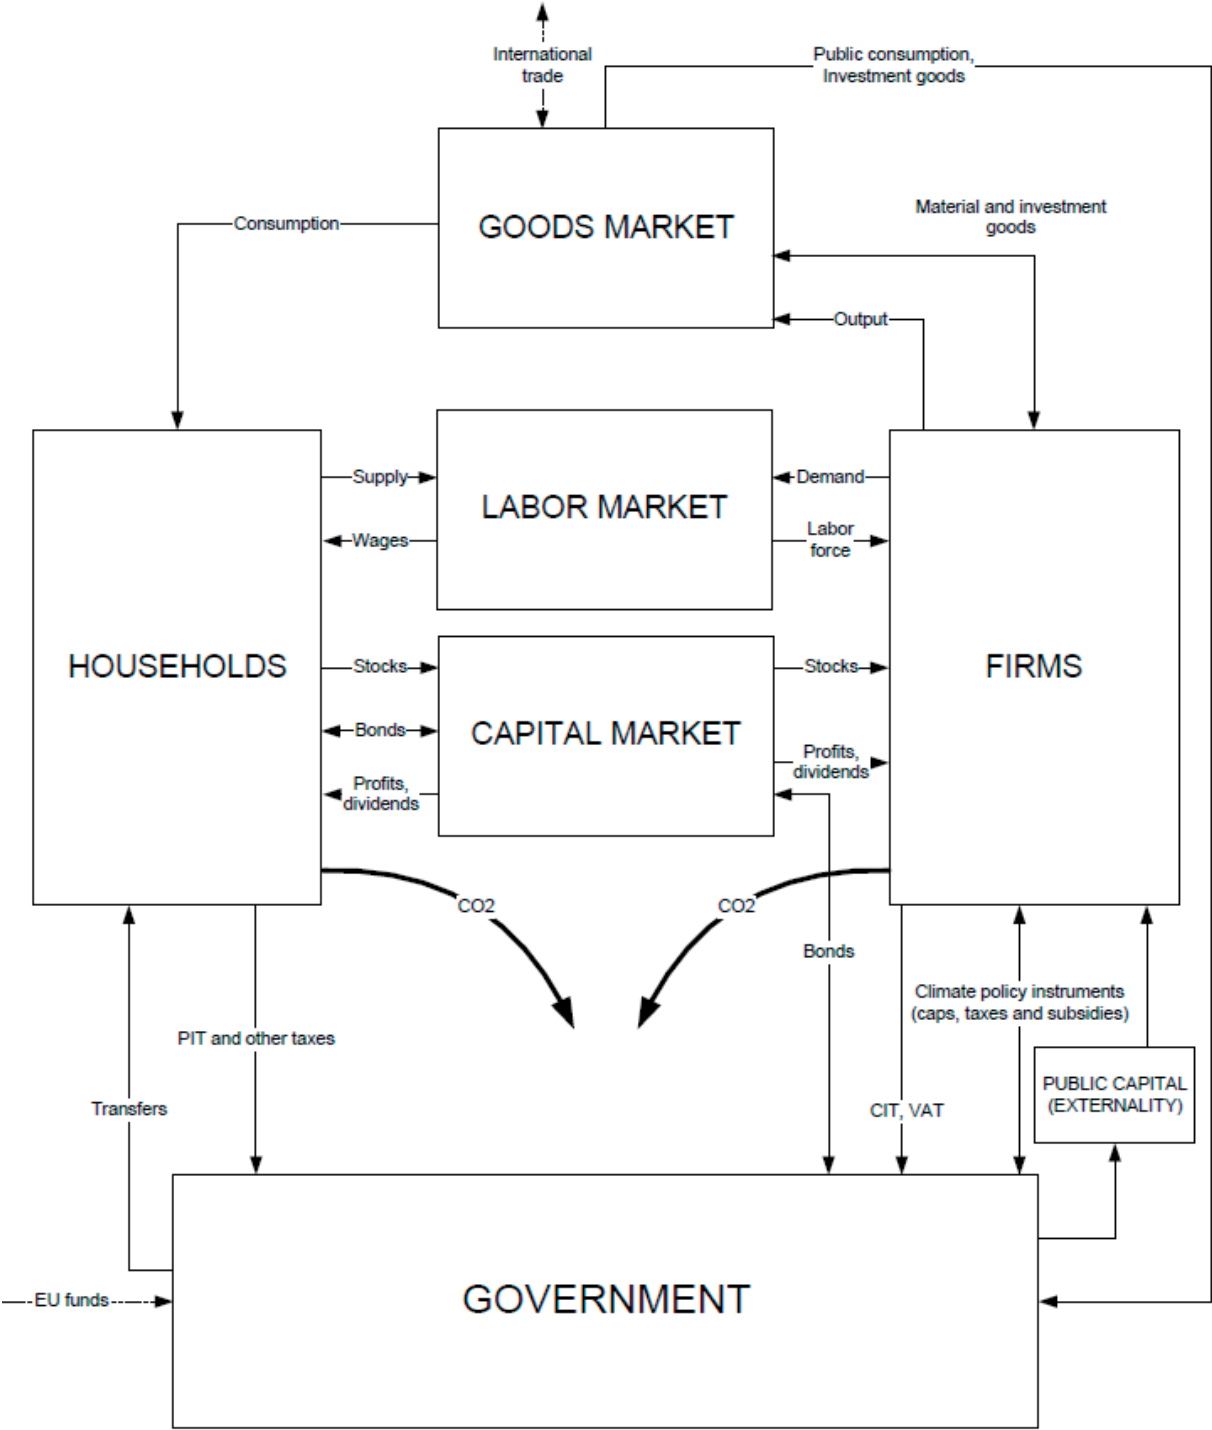 International
trade
Public consumption,
Investment goods
GOODS MARKET
Consumption
Material and investment
goods
Output
LABOR MARKET
Supply
Wages
Demand
Labor
force
HOUSEHOLDS
FIRMS
CAPITAL MARKET
Stocks
Bonds
Profits,
dividends
Stocks
Profits,
dividends
CO2
CO2
Bonds
Climate policy instruments
(caps, taxes and subsidies)
PIT and other taxes
PUBLIC CAPITAL
(EXTERNALITY)
Transfers
CIT, VAT
EU funds
GOVERNMENT